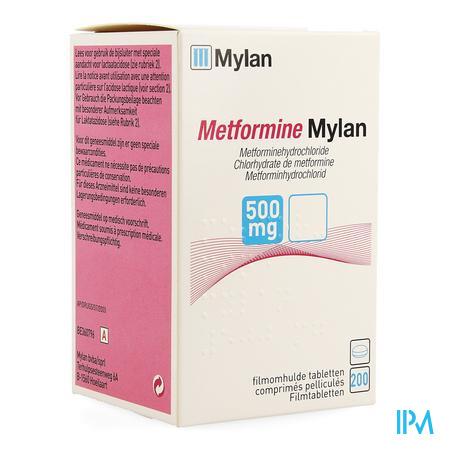 Lees voor gebruik de bijsluiter met speciale
aandacht voor lactaatacidose (zie rubriek 2).
Lire la notice avant utilisation avec une attention
particulière sur l'acidose lactique (voir section 2).
Vor Gebrauch die Packungsbeilage beachten
mit besonderer Aufmerksamkeit
für Laktatazidose (siehe Rubrik 2).
Voor dit geneesmiddel zijn er geen speciale
bewaarcondities.
Ce médicament ne nécessite pas de précautions
particulières de conservation.
Für dieses Arzneimittel sind keine besonderen
Lagerungsbedingungen erforderlich.
Geneesmiddel op medisch voorschrift.
Médicament soumis à prescription médicale.
Verschreibungspflichtig.
BE260796 A
Mylan bvba/sprl
Terhulpsesteenweg 6A
B-1560 Hoeilaart
Mylan
Metformine Mylan
Metforminehydrochloride
Chlorhydrate de metformine
Metforminhydrochlorid
500
mg
filmomhulde tabletten
comprimés pelliculés
Filmtabletten
200
IPM